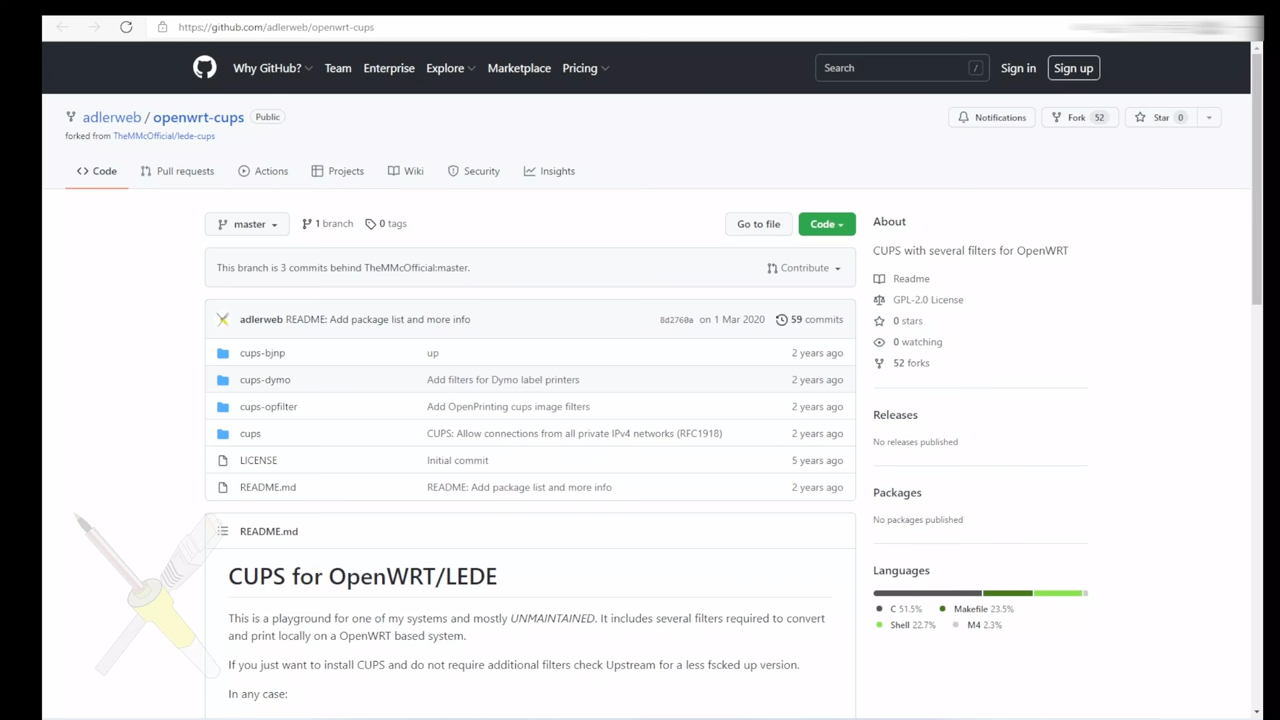 https://github.com/adlerweb/openwrt-cups
Why GitHub? Team Enterprise Explore Marketplace Pricing Search / Sign in Sign up
adlerweb / openwrt-cups Public Notifications Fork 52 Star 0
forked from TheMMcOfficial/lede-cups
Code Pull requests Actions Projects Wiki Security Insights
master 1 branch 0 tags Go to file Code
This branch is 3 commits behind TheMMcOfficial:master. Contribute
adlerweb README: Add package list and more info 8d2760a on 1 Mar 2020 59 commits
cups-bjnp up 2 years ago
cups-dymo Add filters for Dymo label printers 2 years ago
cups-opfilter Add OpenPrinting cups image filters 2 years ago
cups CUPS: Allow connections from all private IPv4 networks (RFC1918) 2 years ago
LICENSE Initial commit 5 years ago
README.md README: Add package list and more info 2 years ago
README.md
CUPS for OpenWRT/LEDE
This is a playground for one of my systems and mostly UNMAINTAINED. It includes several filters required to convert
and print locally on a OpenWRT based system.
If you just want to install CUPS and do not require additional filters check Upstream for a less fscked up version.
In any case:
About
CUPS with several filters for OpenWRT
Readme
GPL-2.0 License
0 stars
0 watching
52 forks
Releases
No releases published
Packages
No packages published
Languages
C 51.5% Makefile 23.5%
Shell 22.7% M4 2.3%